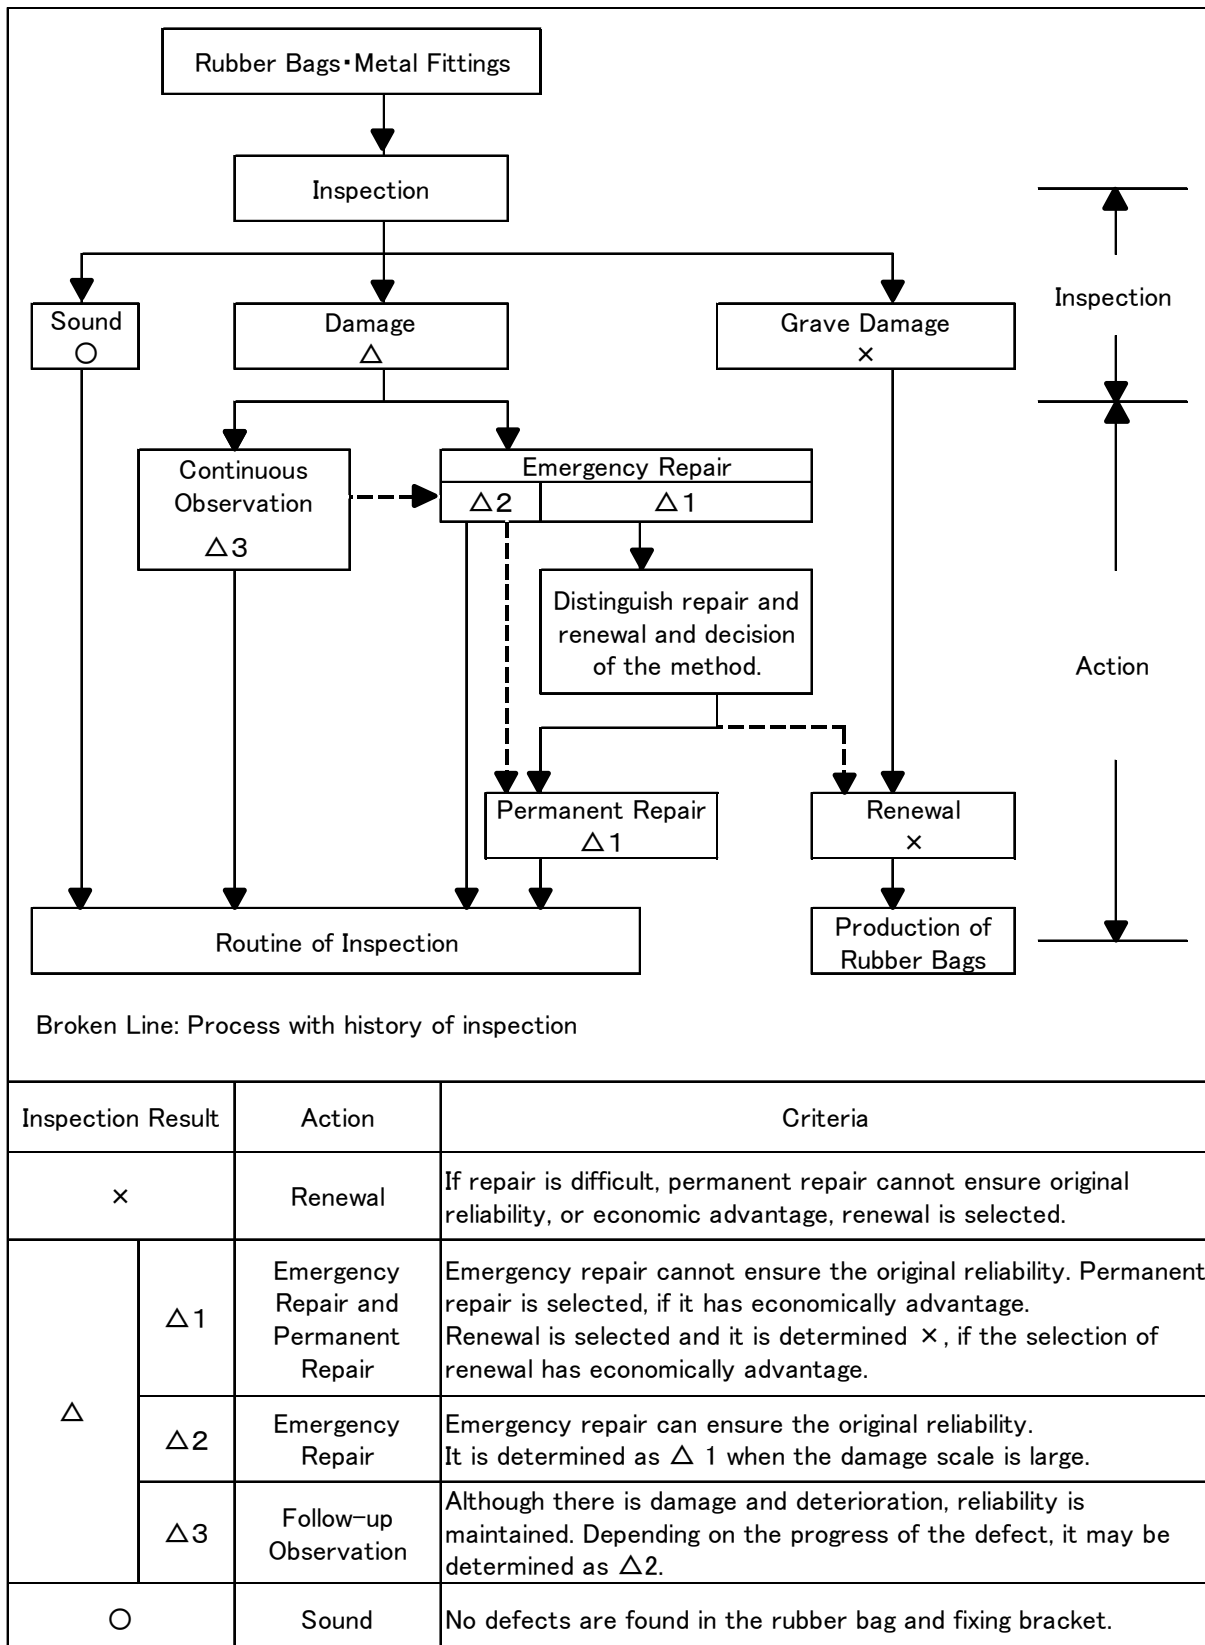 Rubber Bags･Metal Fittings
Inspection
Sound
○
Damage
△
Grave Damage
×
Inspection
Continuous
Observation
△3
Emergency Repair
△2
△1
Distinguish repair and
renewal and decision
of the method.
Action
Permanent Repair
△1
Renewal
×
Routine of Inspection
Production of
Rubber Bags
Broken Line: Process with history of inspection
Inspection Result
Action
Criteria
×
Renewal
If repair is difficult, permanent repair cannot ensure original
reliability, or economic advantage, renewal is selected.
△
△1
Emergency
Repair and
Permanent
Repair
Emergency repair cannot ensure the original reliability. Permanent
repair is selected, if it has economically advantage.
Renewal is selected and it is determined ×, if the selection of
renewal has economically advantage.
△2
Emergency
Repair
Emergency repair can ensure the original reliability.
It is determined as △ 1 when the damage scale is large.
△3
Follow-up
Observation
Although there is damage and deterioration, reliability is
maintained. Depending on the progress of the defect, it may be
determined as △2.
○
Sound
No defects are found in the rubber bag and fixing bracket.